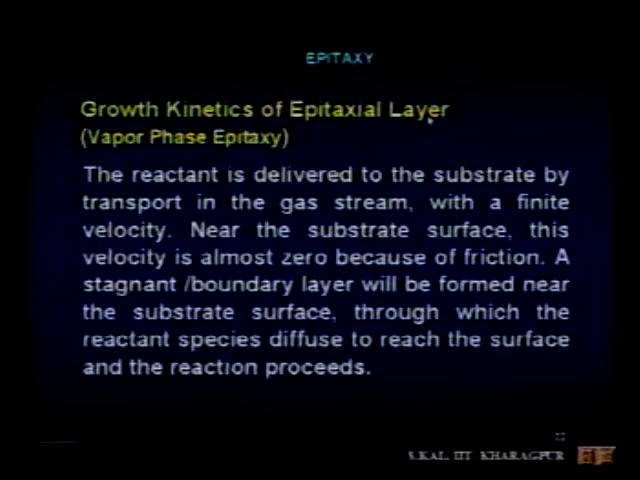 EPITAXY
Growth Kinetics of Epitaxial Layer
(Vapor Phase Epitaxy)
The reactant is delivered to the substrate by
transport in the gas stream, with a finite
velocity. Near the substrate surface, this
velocity is almost zero because of friction. A
stagnant /boundary layer will be formed near
the substrate surface, through which the
reactant species diffuse to reach the surface
and the reaction proceeds.
S.KAL, IIT KHARAGPUR